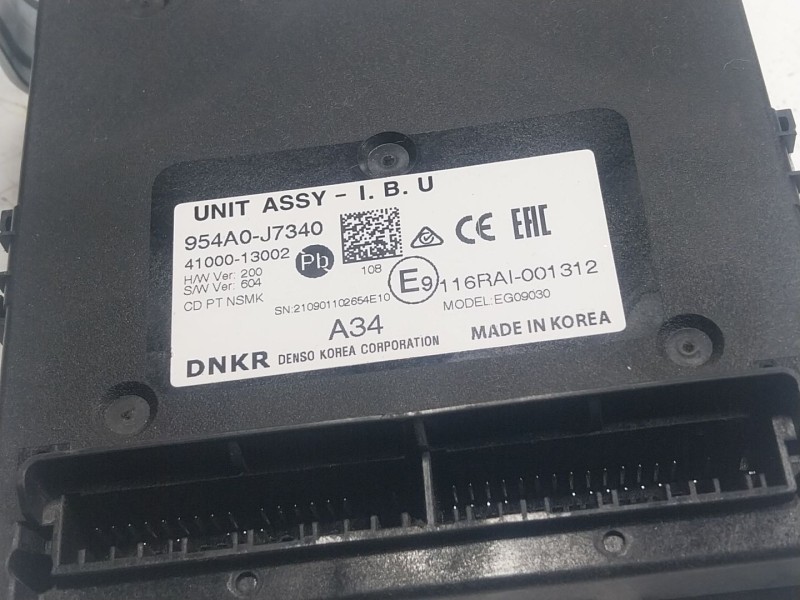 UNIT ASSY - I. B. U
954A0-J7340
41000-13002
Pb
H/W Ver: 200
S/W Ver: 604
108
CE EAC
E9 116RAI-001312
CD PT NSMK
SN:210901102654E10
MODEL:EG09030
A34
DNKR DENSO KOREA CORPORATION
MADE IN KOREA